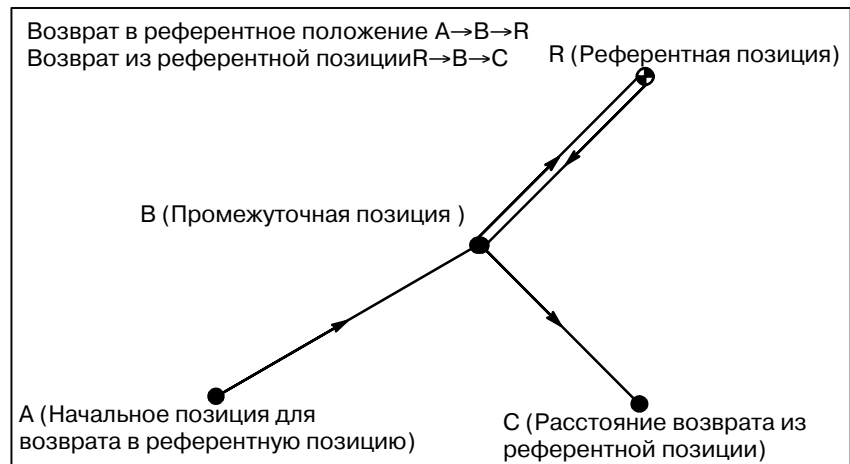 Возврат в референтное положение A→B→R
Возврат из референтной позицииR→B→C
R (Референтная позиция)
B (Промежуточная позиция )
A (Начальное позиция для
возврата в референтную позицию)
C (Расстояние возврата из
референтной позиции)